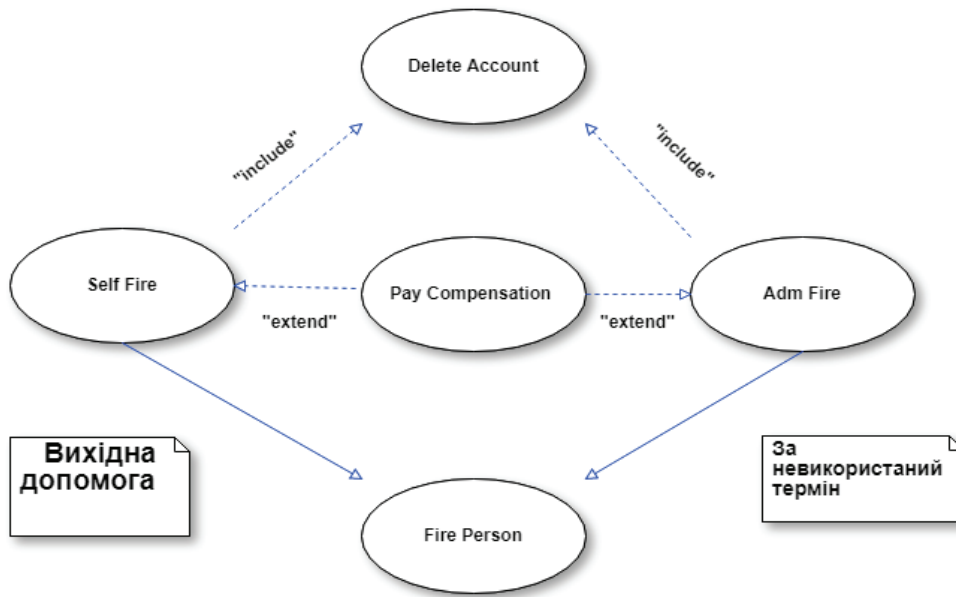 Delete Account
"include"
"include"
Self Fire
Pay Compensation
Adm Fire
"extend"
"extend"
Вихідна
допомога
За
невикористаний
термін
Fire Person